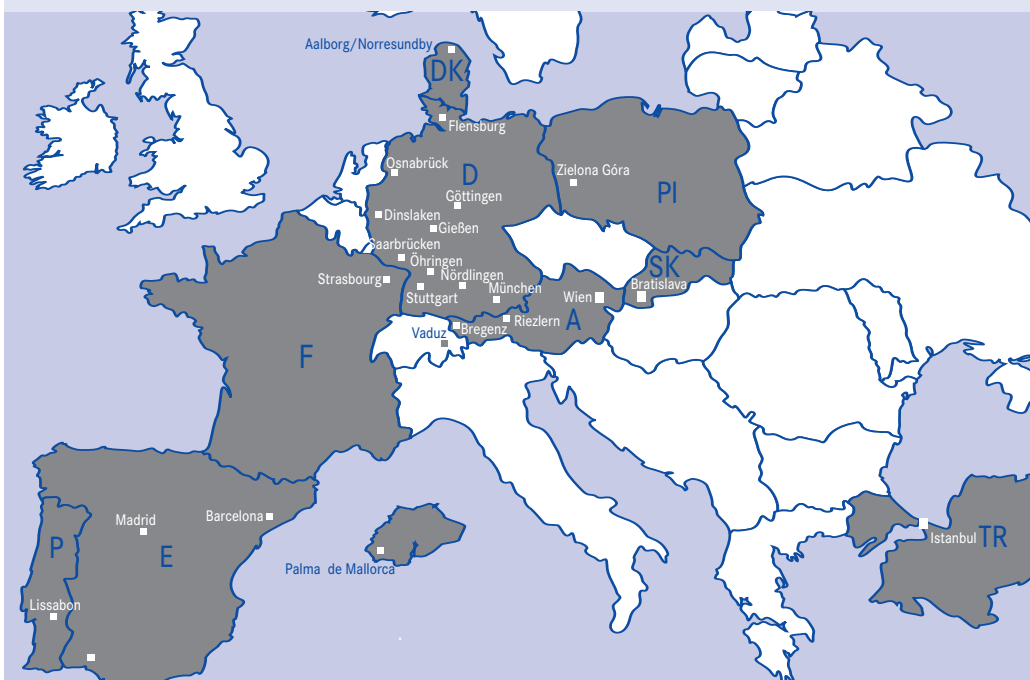 Aalborg/Norresundby
DK
Flensburg
Osnabrück
D
Zielona Góra
PI
Göttingen
Dinslaken
Gießen
Saarbrücken
Öhringen
SK
Strasbourg
Nördlingen
Bratislava
Stuttgart
München
Wien
Vaduz
Bregenz
Riezlern
A
F
Madrid
Barcelona
P
E
Istanbul
TR
Palma de Mallorca
Lissabon